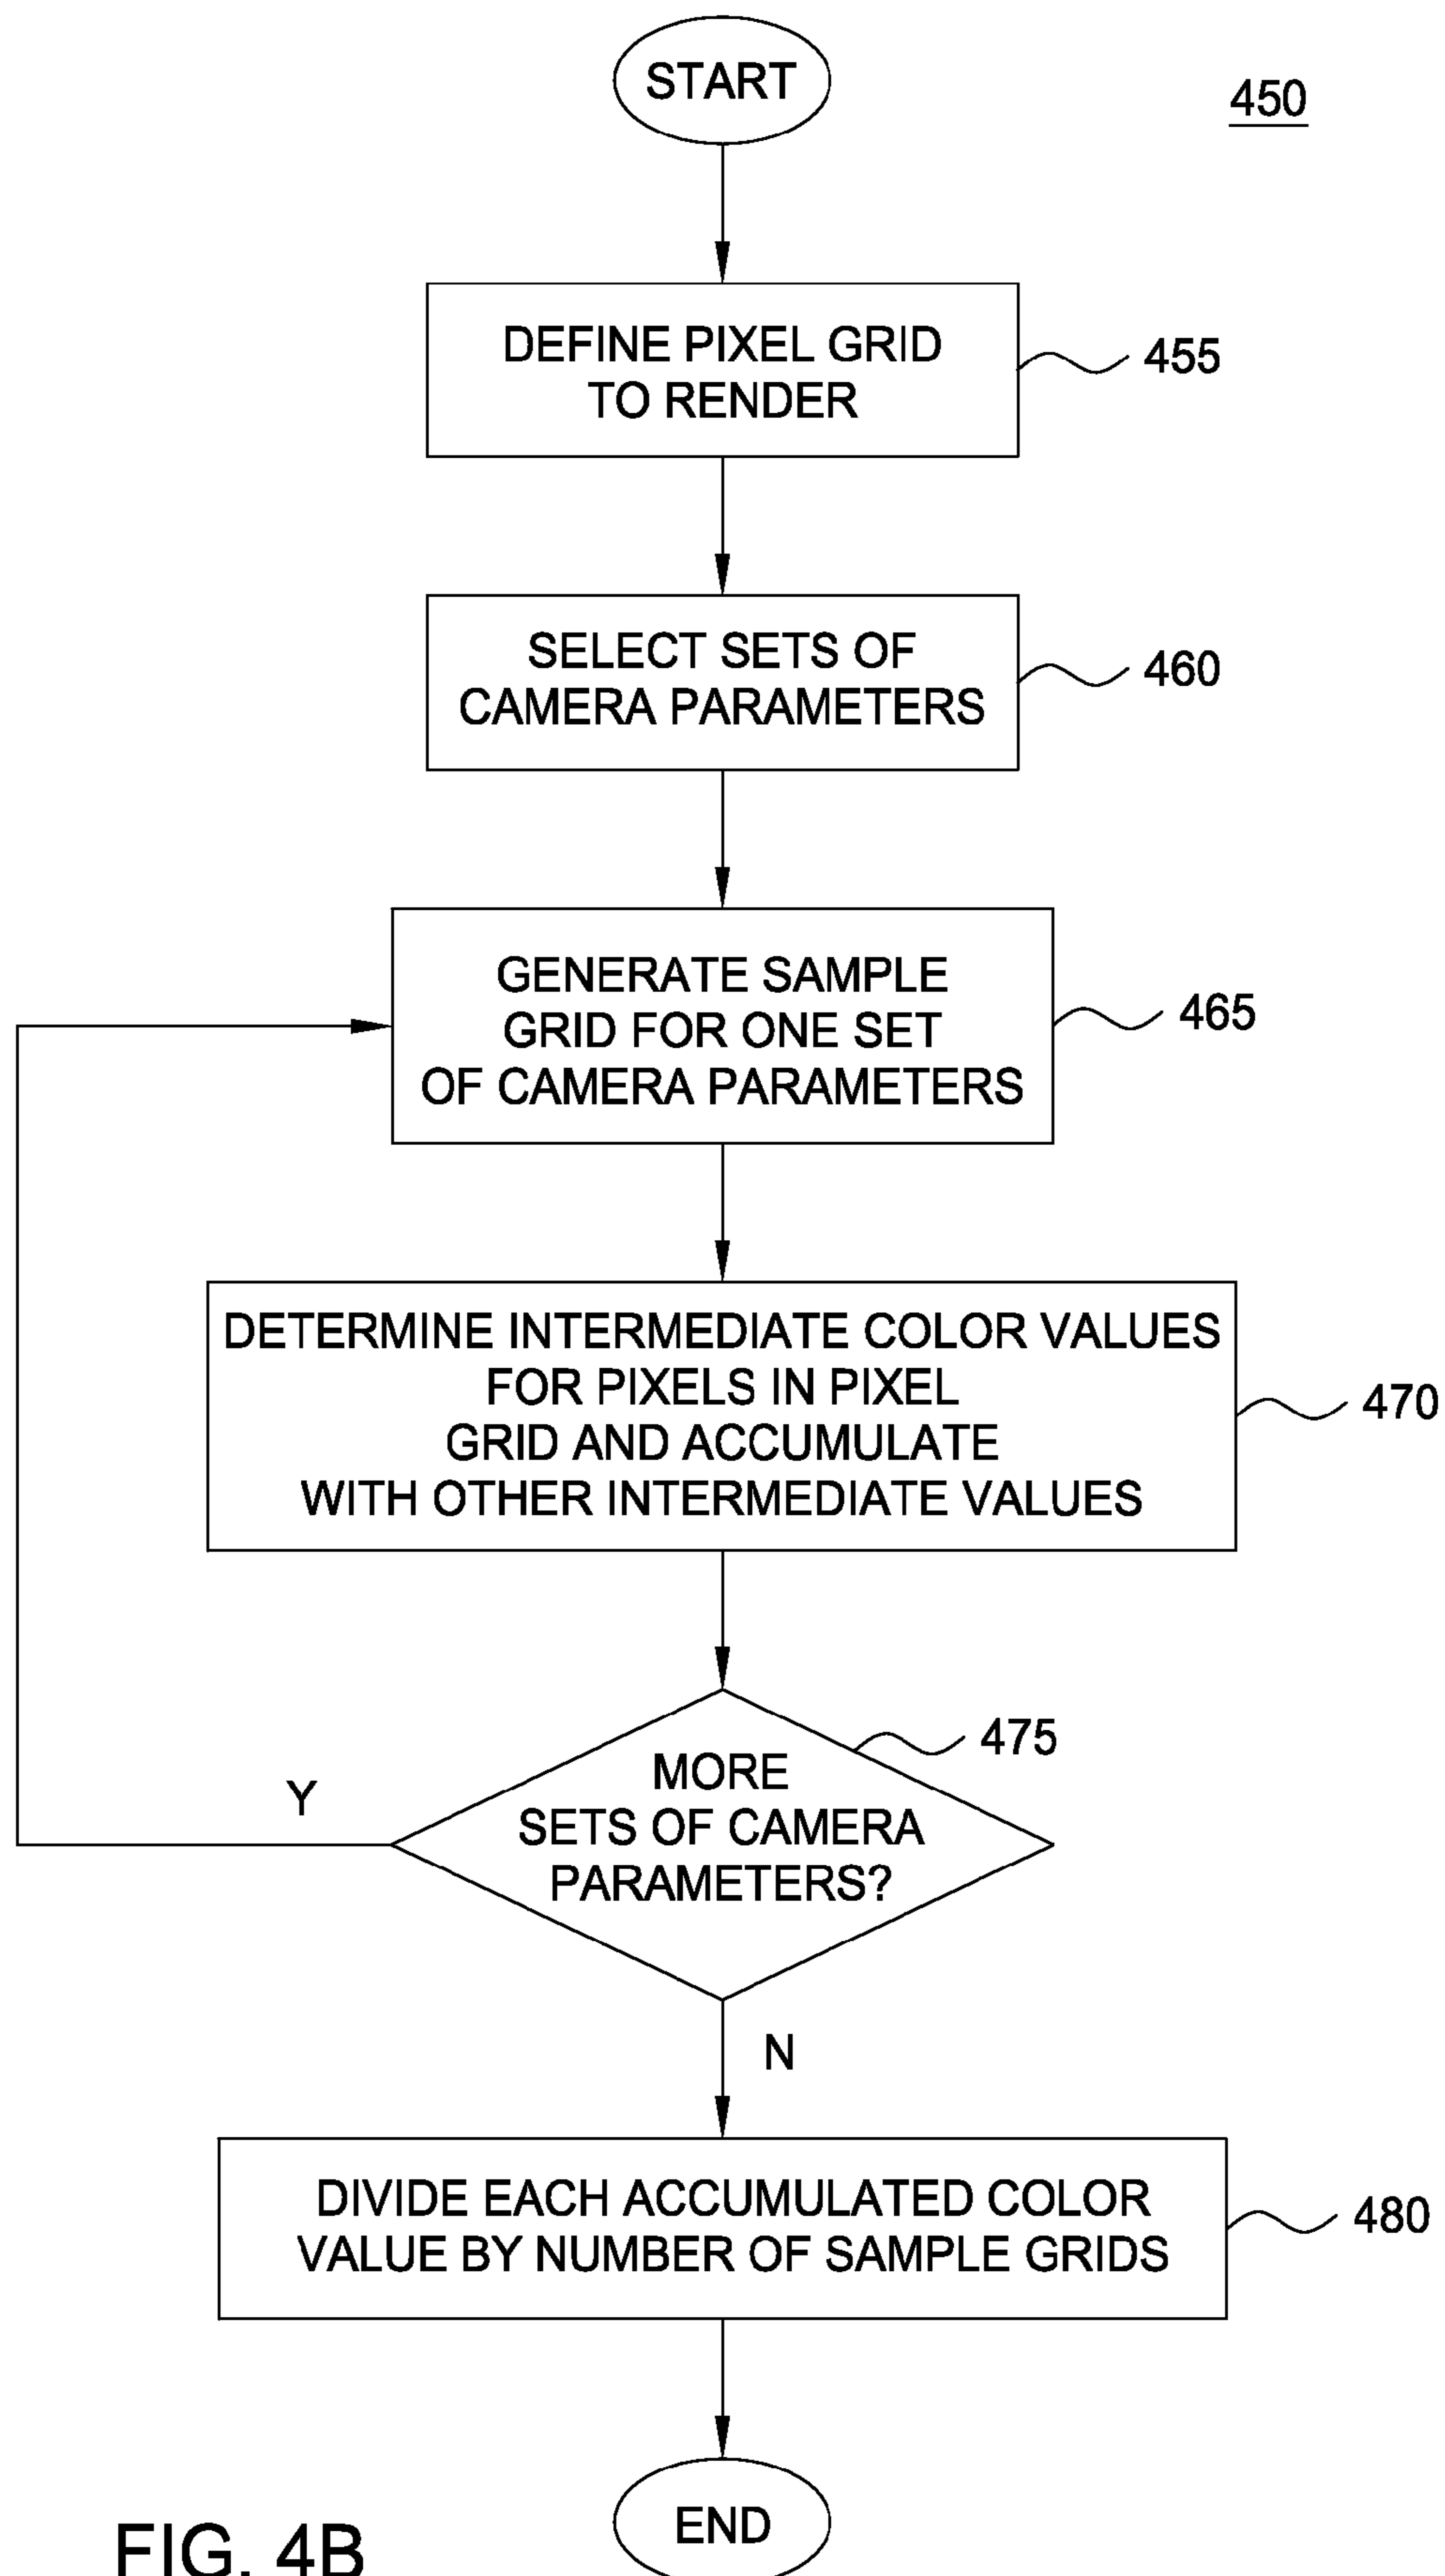 START
450
DEFINE PIXEL GRID
TO RENDER
455
SELECT SETS OF
CAMERA PARAMETERS
460
GENERATE SAMPLE
GRID FOR ONE SET
OF CAMERA PARAMETERS
465
DETERMINE INTERMEDIATE COLOR VALUES
FOR PIXELS IN PIXEL
GRID AND ACCUMULATE
WITH OTHER INTERMEDIATE VALUES
470
MORE
SETS OF CAMERA
PARAMETERS?
475
Y
N
DIVIDE EACH ACCUMULATED COLOR
VALUE BY NUMBER OF SAMPLE GRIDS
480
END
FIG. 4B